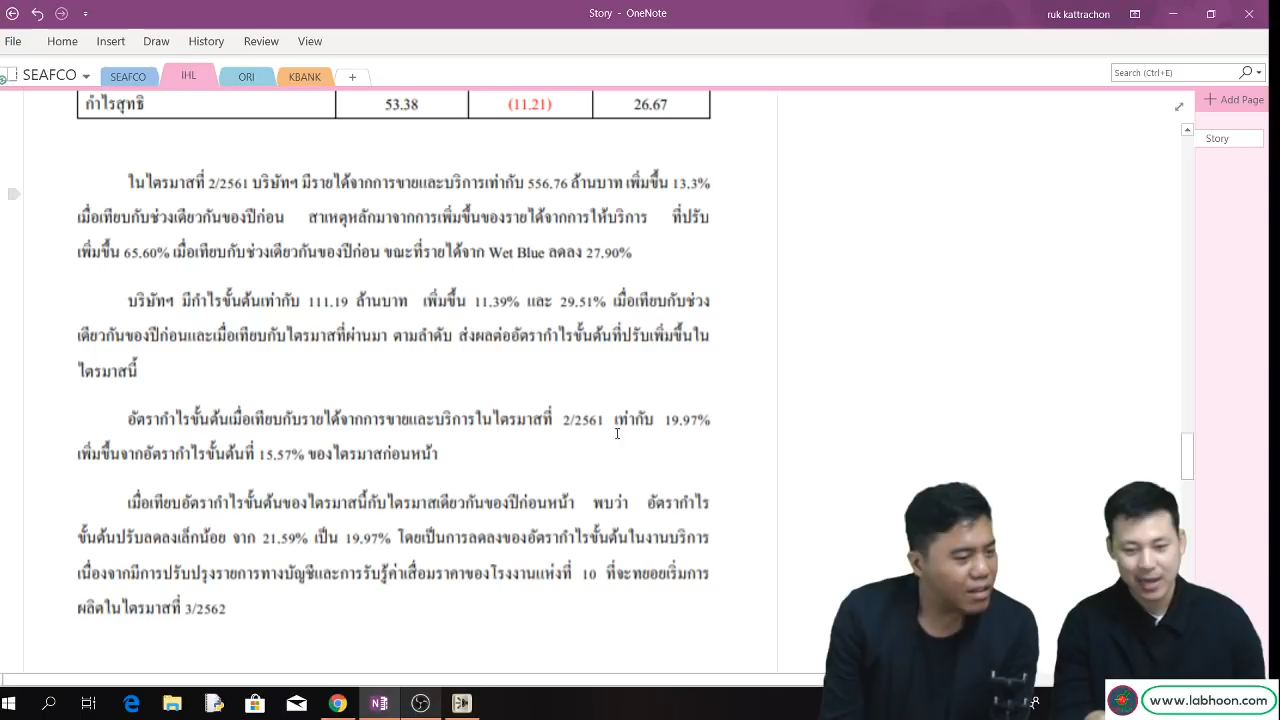 Story - OneNote
ruk kattrachon
File Home Insert Draw History Review View
SEAFCO
SEAFCO IHL ORI KBANK +
Search (Ctrl+E)
Add Page
Story
กำไรสุทธิ 53.38 (11.21) 26.67
ในไตรมาสที่ 2/2561 บริษัทฯ มีรายได้จากการขายและบริการเท่ากับ 556.76 ล้านบาท เพิ่มขึ้น 13.3%
เมื่อเทียบกับช่วงเดียวกันของปีก่อน สาเหตุหลักมาจากการเพิ่มขึ้นของรายได้จากการให้บริการ ที่ปรับ
เพิ่มขึ้น 65.60% เมื่อเทียบกับช่วงเดียวกันของปีก่อน ขณะที่รายได้จาก Wet Blue ลดลง 27.90%
บริษัทฯ มีกำไรขั้นต้นเท่ากับ 111.19 ล้านบาท เพิ่มขึ้น 11.39% และ 29.51% เมื่อเทียบกับช่วง
เดียวกันของปีก่อนและเมื่อเทียบกับไตรมาสที่ผ่านมา ตามลำดับ ส่งผลต่ออัตรากำไรขั้นต้นที่ปรับเพิ่มขึ้นใน
ไตรมาสนี้
อัตรากำไรขั้นต้นเมื่อเทียบกับรายได้จากการขายและบริการในไตรมาสที่ 2/2561 เท่ากับ 19.97%
เพิ่มขึ้นจากอัตรากำไรขั้นต้นที่ 15.57% ของไตรมาสก่อนหน้า
เมื่อเทียบอัตรากำไรขั้นต้นของไตรมาสนี้กับไตรมาสเดียวกันของปีก่อนหน้า พบว่า อัตรากำไร
ขั้นต้นปรับลดลงเล็กน้อย จาก 21.59% เป็น 19.97% โดยเป็นการลดลงของอัตรากำไรขั้นต้นในงานบริการ
เนื่องจากมีการปรับปรุงรายการทางบัญชีและการรับรู้ค่าเสื่อมราคาของโรงงานแห่งที่ 10 ที่จะทยอยเริ่มการ
ผลิตในไตรมาสที่ 3/2562
www.labhoon.com